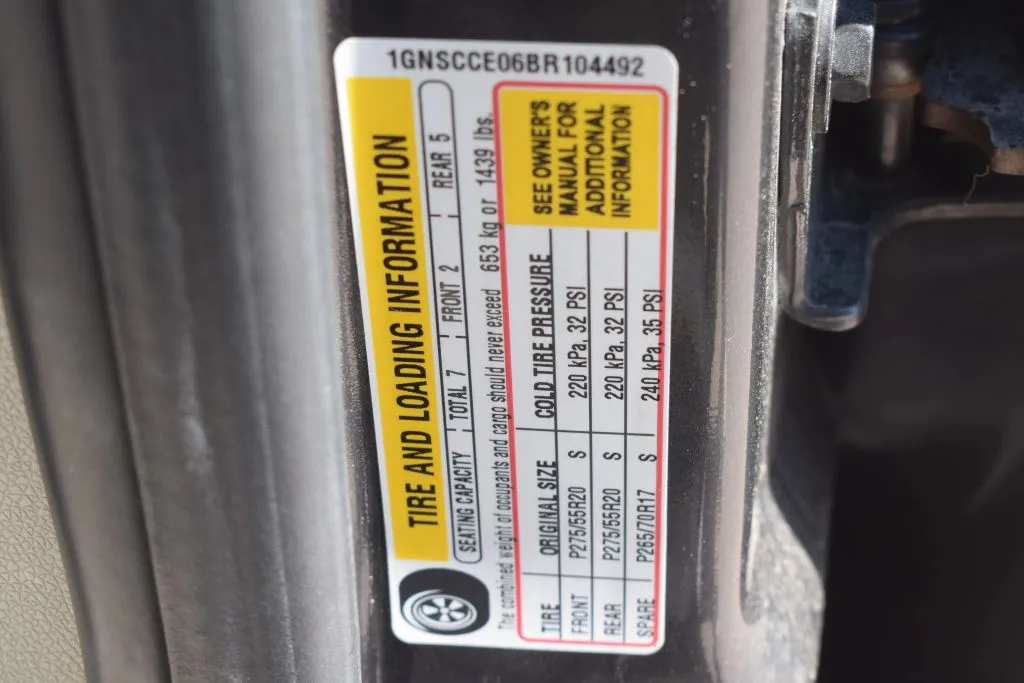 1GNSCCE06BR104492
TIRE AND LOADING INFORMATION
SEATING CAPACITY TOTAL 7 FRONT 2 REAR 5
The combined weight of occupants and cargo should never exceed 653 kg or 1439 lbs.
TIRE ORIGINAL SIZE COLD TIRE PRESSURE
FRONT P275/55R20 S 220 kPa, 32 PSI
REAR P275/55R20 S 220 kPa, 32 PSI
SPARE P265/70R17 S 240 kPa, 35 PSI
SEE OWNER'S
MANUAL FOR
ADDITIONAL
INFORMATION